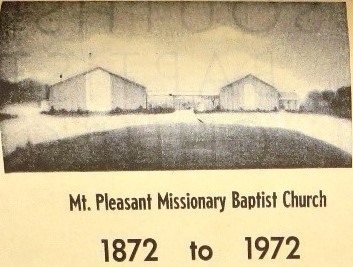 Mt. Pleasant Missionary Baptist Church
1872 to 1972